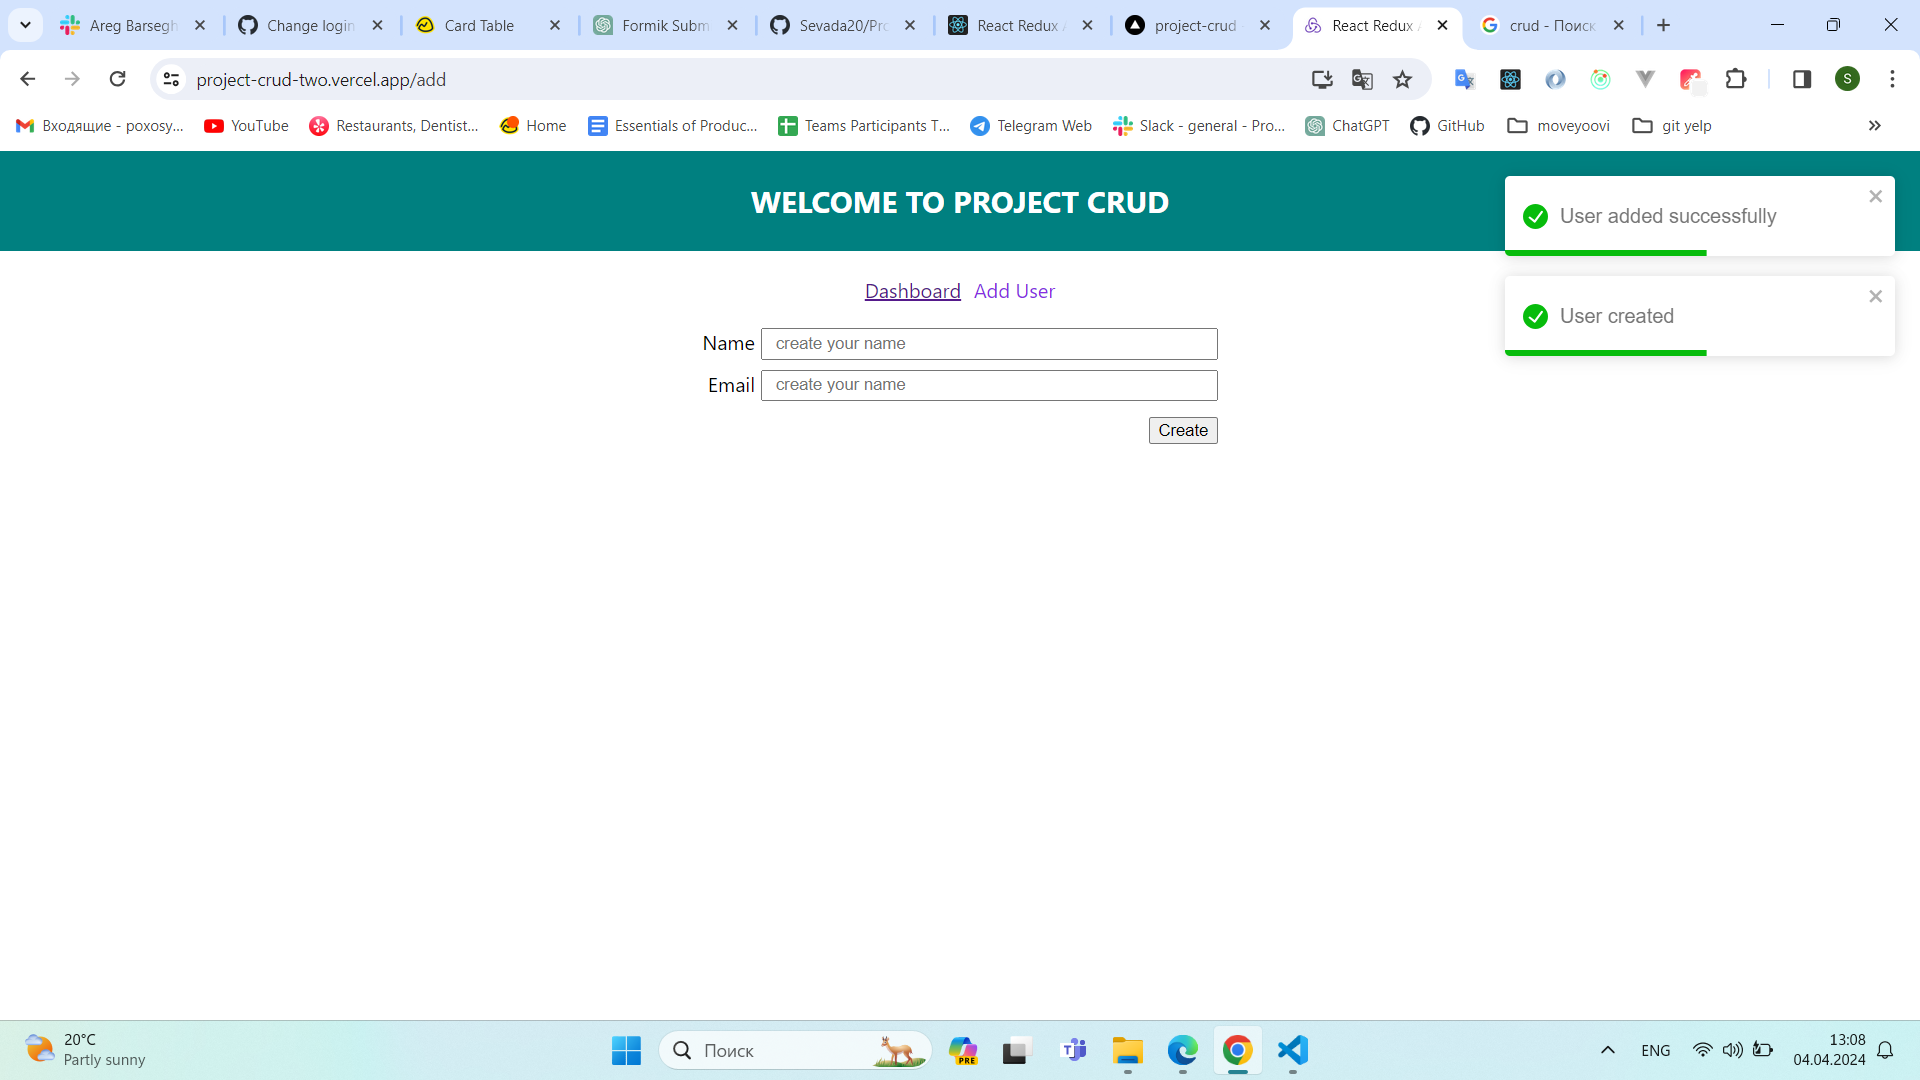 Areg Barsegh
Change login
Card Table
Formik Subm
Sevada20/Pro
React Redux A
project-crud
React Redux A
crud - Поиск
project-crud-two.vercel.app/add
S
Входящие - poxosy...
YouTube
Restaurants, Dentist...
Home
Essentials of Produc...
Teams Participants T...
Telegram Web
Slack - general - Pro...
ChatGPT
GitHub
moveyoovi
git yelp
WELCOME TO PROJECT CRUD
User added successfully
User created
Dashboard Add User
Name create your name
Email create your name
Create
20°C
Partly sunny
Поиск
PRE
ENG
13:08
04.04.2024